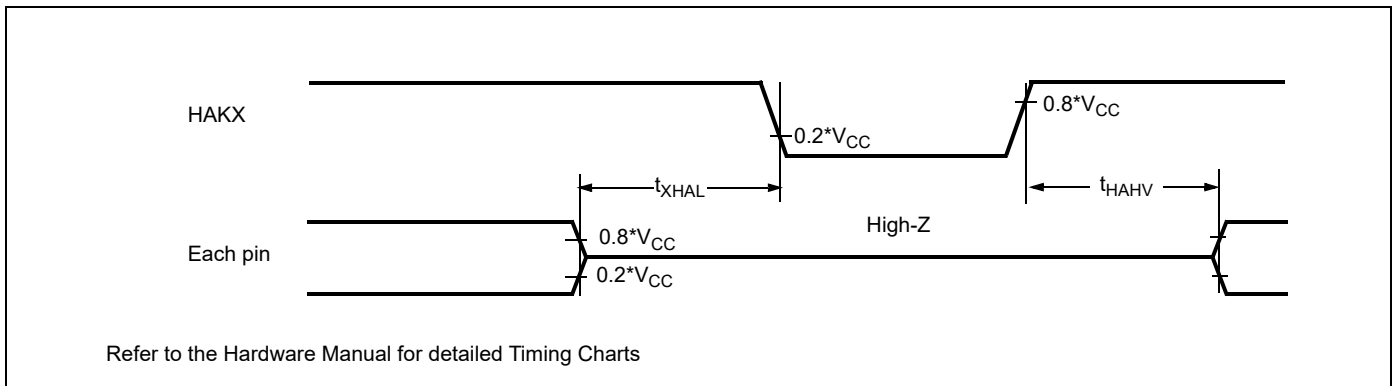 HAKX
0.8*VCC
0.2*VCC
tXHAL
tHAHV
High-Z
Each pin
0.8*VCC
0.2*VCC
Refer to the Hardware Manual for detailed Timing Charts